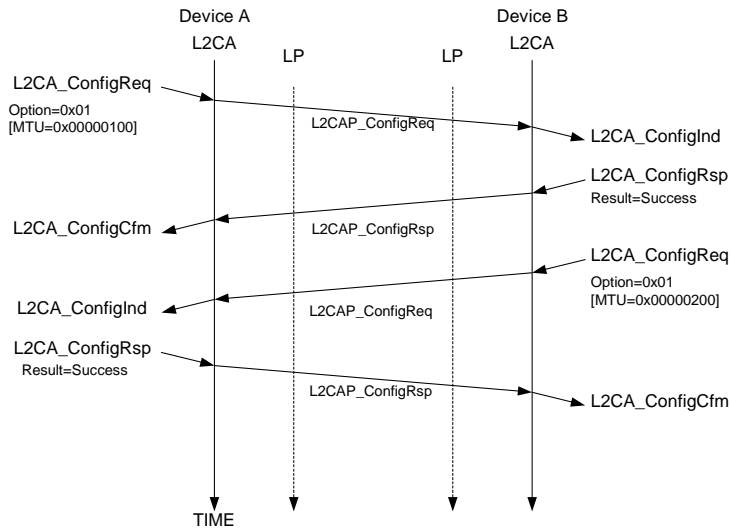 Device A
Device B
L2CA
LP
LP
L2CA
L2CA_ConfigReq
Option=0x01
[MTU=0x00000100]
L2CAP_ConfigReq
L2CA_ConfigInd
L2CA_ConfigRsp
Result=Success
L2CA_ConfigCfm
L2CAP_ConfigRsp
L2CA_ConfigReq
Option=0x01
[MTU=0x00000200]
L2CA_ConfigInd
L2CAP_ConfigReq
L2CA_ConfigRsp
Result=Success
L2CAP_ConfigRsp
L2CA_ConfigCfm
TIME